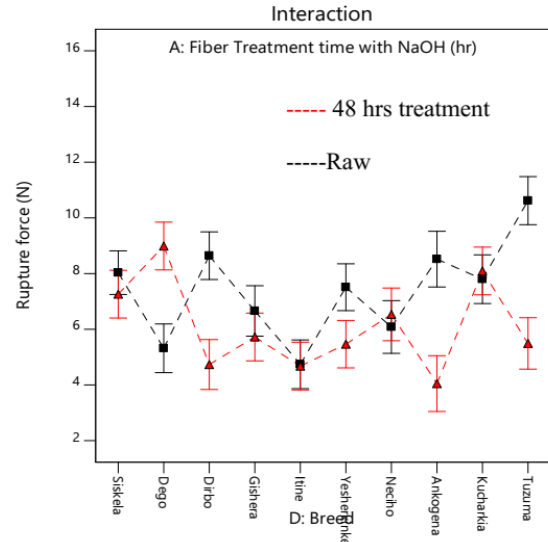 Interaction
A: Fiber Treatment time with NaOH (hr)
48 hrs treatment
Raw
Rupture force (N)
16
14
12
10
8
6
4
2
Siskela
Dego
Dirbo
Gishera
Itine
Neciho
Ankogena
Kucharkia
Tuzuma
D: Breed